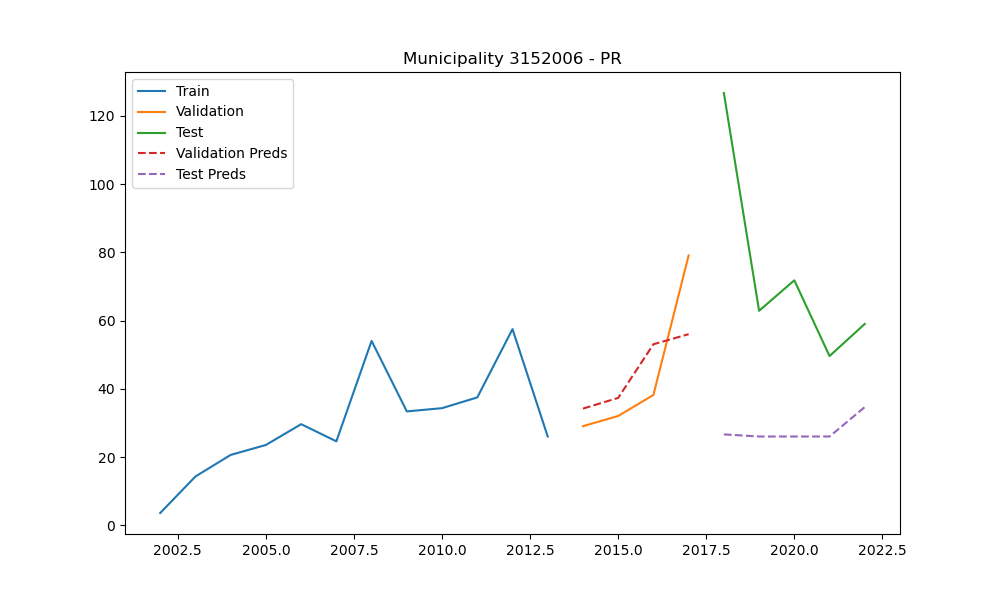 Municipality 3152006 - PR
Train
Validation
Test
Validation Preds
Test Preds
120
100
80
60
40
20
0
2002.5 2005.0 2007.5 2010.0 2012.5 2015.0 2017.5 2020.0 2022.5